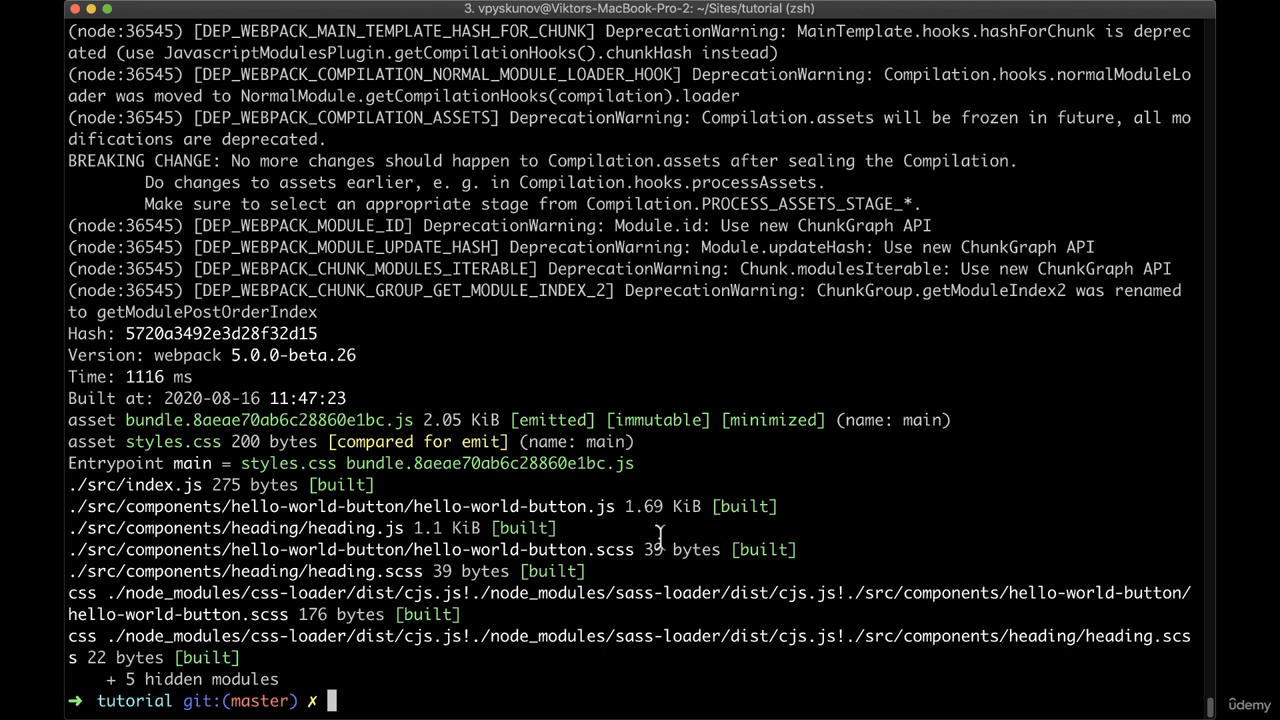 3. vpyskunov@Viktors-MacBook-Pro-2: ~/Sites/tutorial (zsh)
(node:36545) [DEP_WEBPACK_MAIN_TEMPLATE_HASH_FOR_CHUNK] DeprecationWarning: MainTemplate.hooks.hashForChunk is deprec
ated (use JavascriptModulesPlugin.getCompilationHooks().chunkHash instead)
(node:36545) [DEP_WEBPACK_COMPILATION_NORMAL_MODULE_LOADER_HOOK] DeprecationWarning: Compilation.hooks.normalModuleLo
ader was moved to NormalModule.getCompilationHooks(compilation).loader
(node:36545) [DEP_WEBPACK_COMPILATION_ASSETS] DeprecationWarning: Compilation.assets will be frozen in future, all mo
difications are deprecated.
BREAKING CHANGE: No more changes should happen to Compilation.assets after sealing the Compilation.
Do changes to assets earlier, e. g. in Compilation.hooks.processAssets.
Make sure to select an appropriate stage from Compilation.PROCESS_ASSETS_STAGE_*.
(node:36545) [DEP_WEBPACK_MODULE_ID] DeprecationWarning: Module.id: Use new ChunkGraph API
(node:36545) [DEP_WEBPACK_MODULE_UPDATE_HASH] DeprecationWarning: Module.updateHash: Use new ChunkGraph API
(node:36545) [DEP_WEBPACK_CHUNK_MODULES_ITERABLE] DeprecationWarning: Chunk.modulesIterable: Use new ChunkGraph API
(node:36545) [DEP_WEBPACK_CHUNK_GROUP_GET_MODULE_INDEX_2] DeprecationWarning: ChunkGroup.getModuleIndex2 was renamed
to getModulePostOrderIndex
Hash: 5720a3492e3d28f32d15
Version: webpack 5.0.0-beta.26
Time: 1116 ms
Built at: 2020-08-16 11:47:23
asset bundle.8aeae70ab6c28860e1bc.js 2.05 KiB [emitted] [immutable] [minimized] (name: main)
asset styles.css 200 bytes [compared for emit] (name: main)
Entrypoint main = styles.css bundle.8aeae70ab6c28860e1bc.js
./src/index.js 275 bytes [built]
./src/components/hello-world-button/hello-world-button.js 1.69 KiB [built]
./src/components/heading/heading.js 1.1 KiB [built]
./src/components/hello-world-button/hello-world-button.scss 39 bytes [built]
./src/components/heading/heading.scss 39 bytes [built]
css ./node_modules/css-loader/dist/cjs.js!./node_modules/sass-loader/dist/cjs.js!./src/components/hello-world-button/
hello-world-button.scss 176 bytes [built]
css ./node_modules/css-loader/dist/cjs.js!./node_modules/sass-loader/dist/cjs.js!./src/components/heading/heading.scs
s 22 bytes [built]
+ 5 hidden modules
➜ tutorial git:(master) ✗
ûdemy